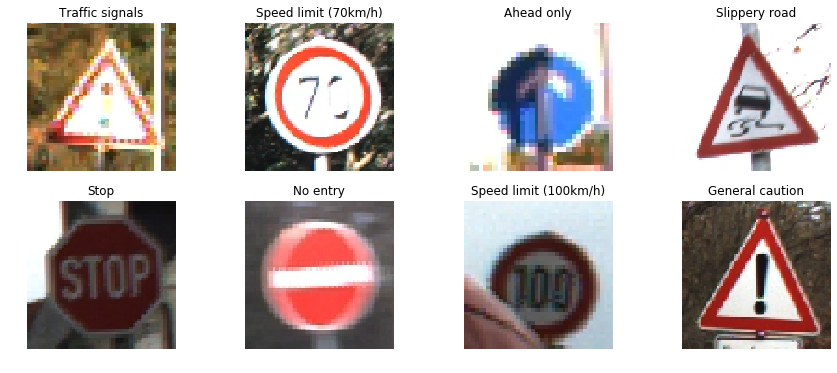 Traffic signals
Speed limit (70km/h)
Ahead only
Slippery road
70
Stop
No entry
Speed limit (100km/h)
General caution
STOP
100
!